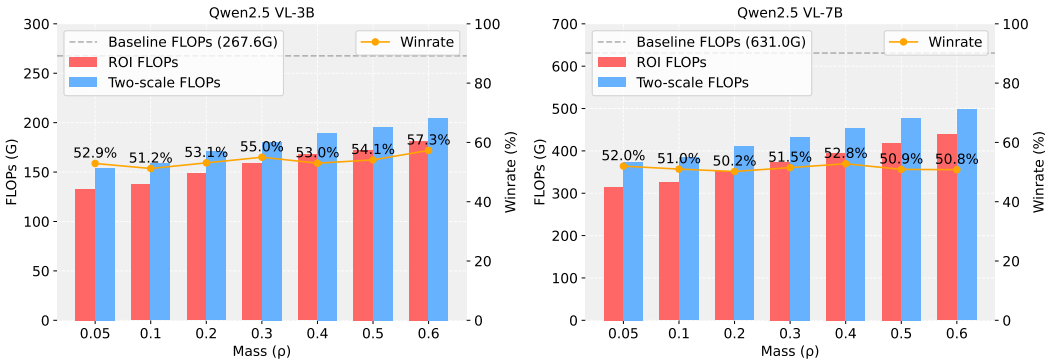 Qwen2.5 VL-3B
300
250
200
150
100
50
0
FLOPs (G)
Baseline FLOPs (267.6G)
ROI FLOPs
Two-scale FLOPs
Winrate
52.9%
51.2%
53.1%
55.0%
53.0%
54.1%
57.3%
100
80
60
40
20
0
Winrate (%)
0.05 0.1 0.2 0.3 0.4 0.5 0.6
Mass (ρ)
Qwen2.5 VL-7B
700
600
500
400
300
200
100
0
FLOPs (G)
Baseline FLOPs (631.0G)
ROI FLOPs
Two-scale FLOPs
Winrate
52.0%
51.0%
50.2%
51.5%
52.8%
50.9%
50.8%
100
80
60
40
20
0
Winrate (%)
0.05 0.1 0.2 0.3 0.4 0.5 0.6
Mass (ρ)